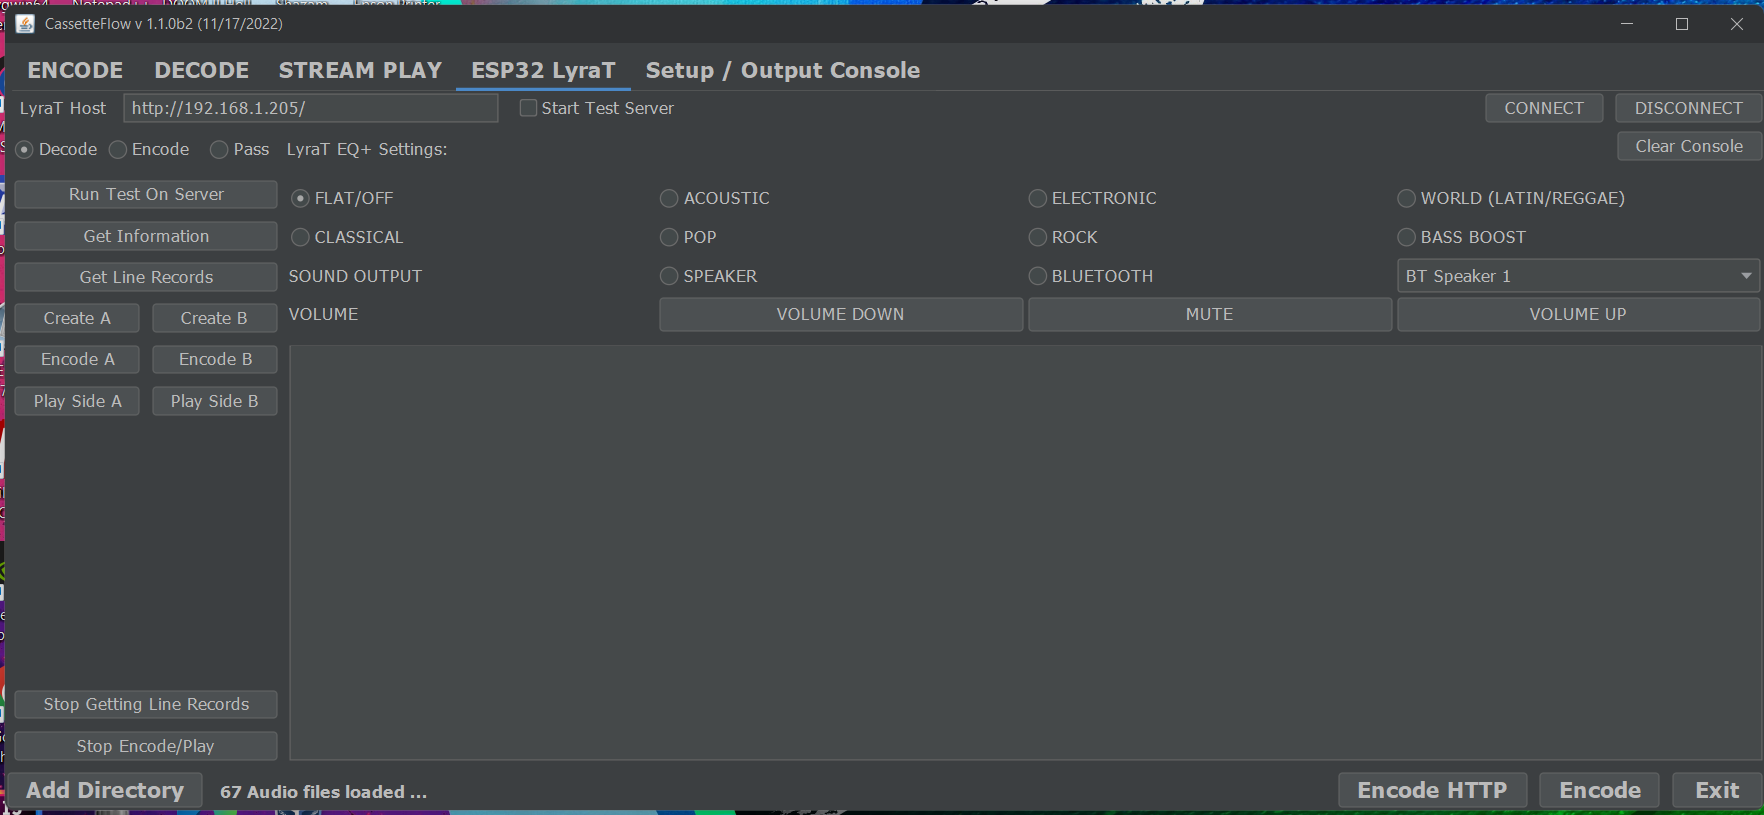 CassetteFlow v 1.1.0b2 (11/17/2022)
ENCODE DECODE STREAM PLAY ESP32 LyraT Setup / Output Console
LyraT Host http://192.168.1.205/ Start Test Server CONNECT DISCONNECT
Decode Encode Pass LyraT EQ+ Settings: Clear Console
Run Test On Server FLAT/OFF ACOUSTIC ELECTRONIC WORLD (LATIN/REGGAE)
Get Information CLASSICAL POP ROCK BASS BOOST
Get Line Records SOUND OUTPUT SPEAKER BLUETOOTH BT Speaker 1
Create A Create B VOLUME VOLUME DOWN MUTE VOLUME UP
Encode A Encode B
Play Side A Play Side B
Stop Getting Line Records
Stop Encode/Play
Add Directory 67 Audio files loaded ... Encode HTTP Encode Exit